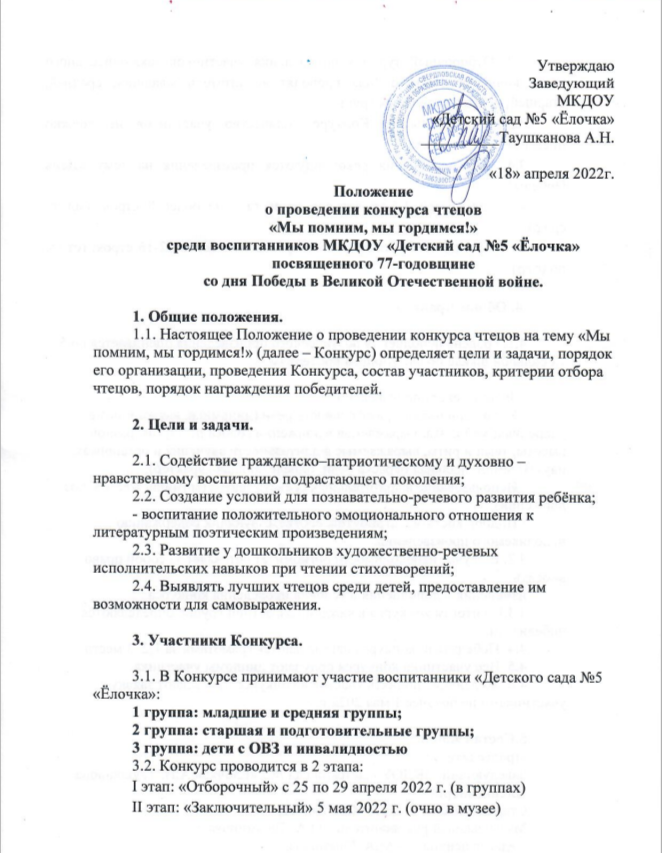 Утверждаю
Заведующий
МКДОУ
«Детский сад №5 «Ёлочка»
__________Таушканова А.Н.
«18» апреля 2022г.
Положение
о проведении конкурса чтецов
«Мы помним, мы гордимся!»
среди воспитанников МКДОУ «Детский сад №5 «Ёлочка»
посвященного 77-годовщине
со дня Победы в Великой Отечественной войне.
1. Общие положения.
1.1. Настоящее Положение о проведении конкурса чтецов на тему «Мы
помним, мы гордимся!» (далее – Конкурс) определяет цели и задачи, порядок
его организации, проведения Конкурса, состав участников, критерии отбора
чтецов, порядок награждения победителей.
2. Цели и задачи.
2.1. Содействие гражданско–патриотическому и духовно –
нравственному воспитанию подрастающего поколения;
2.2. Создание условий для познавательно-речевого развития ребёнка;
- воспитание положительного эмоционального отношения к
литературным поэтическим произведениям;
2.3. Развитие у дошкольников художественно-речевых
исполнительских навыков при чтении стихотворений;
2.4. Выявлять лучших чтецов среди детей, предоставление им
возможности для самовыражения.
3. Участники Конкурса.
3.1. В Конкурсе принимают участие воспитанники «Детского сада №5
«Ёлочка»:
1 группа: младшие и средняя группы;
2 группа: старшая и подготовительные группы;
3 группа: дети с ОВЗ и инвалидностью
3.2. Конкурс проводится в 2 этапа:
I этап: «Отборочный» с 25 по 29 апреля 2022 г. (в группах)
II этап: «Заключительный» 5 мая 2022 г. (очно в музее)